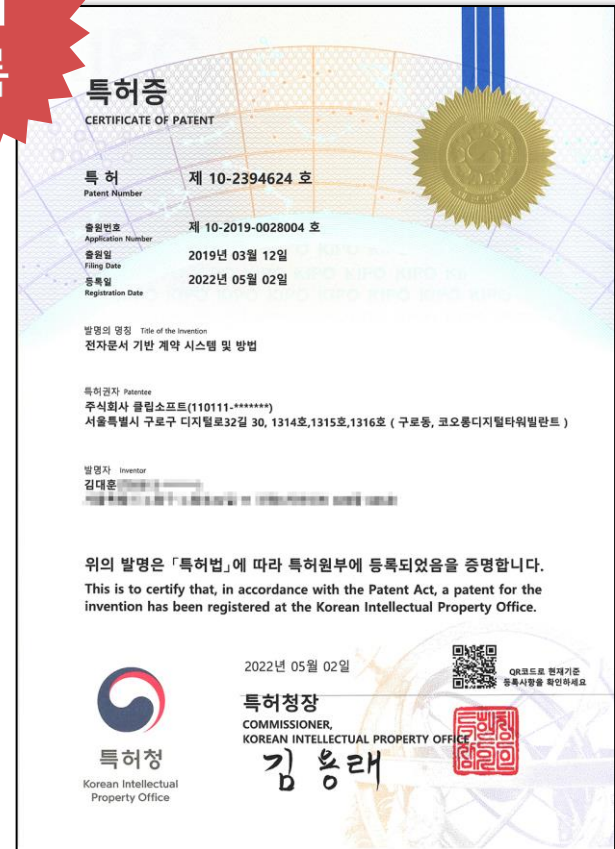 특허증
CERTIFICATE OF PATENT
특 허
Patent Number
제 10-2394624 호
출원번호
Application Number
제 10-2019-0028004 호
출원일
Filing Date
2019년 03월 12일
등록일
Registration Date
2022년 05월 02일
발명의 명칭 Title of the Invention
전자문서 기반 계약 시스템 및 방법
특허권자 Patentee
주식회사 클립소프트(110111-*******)
서울특별시 구로구 디지털로32길 30, 1314호,1315호,1316호 ( 구로동, 코오롱디지털타워빌란트 )
발명자 Inventor
김대훈
위의 발명은 「특허법」에 따라 특허원부에 등록되었음을 증명합니다.
This is to certify that, in accordance with the Patent Act, a patent for the
invention has been registered at the Korean Intellectual Property Office.
2022년 05월 02일
QR코드로 현재기준
등록사항을 확인하세요
특허청장
COMMISSIONER,
KOREAN INTELLECTUAL PROPERTY OFFICE
김용래
특허청
Korean Intellectual
Property Office